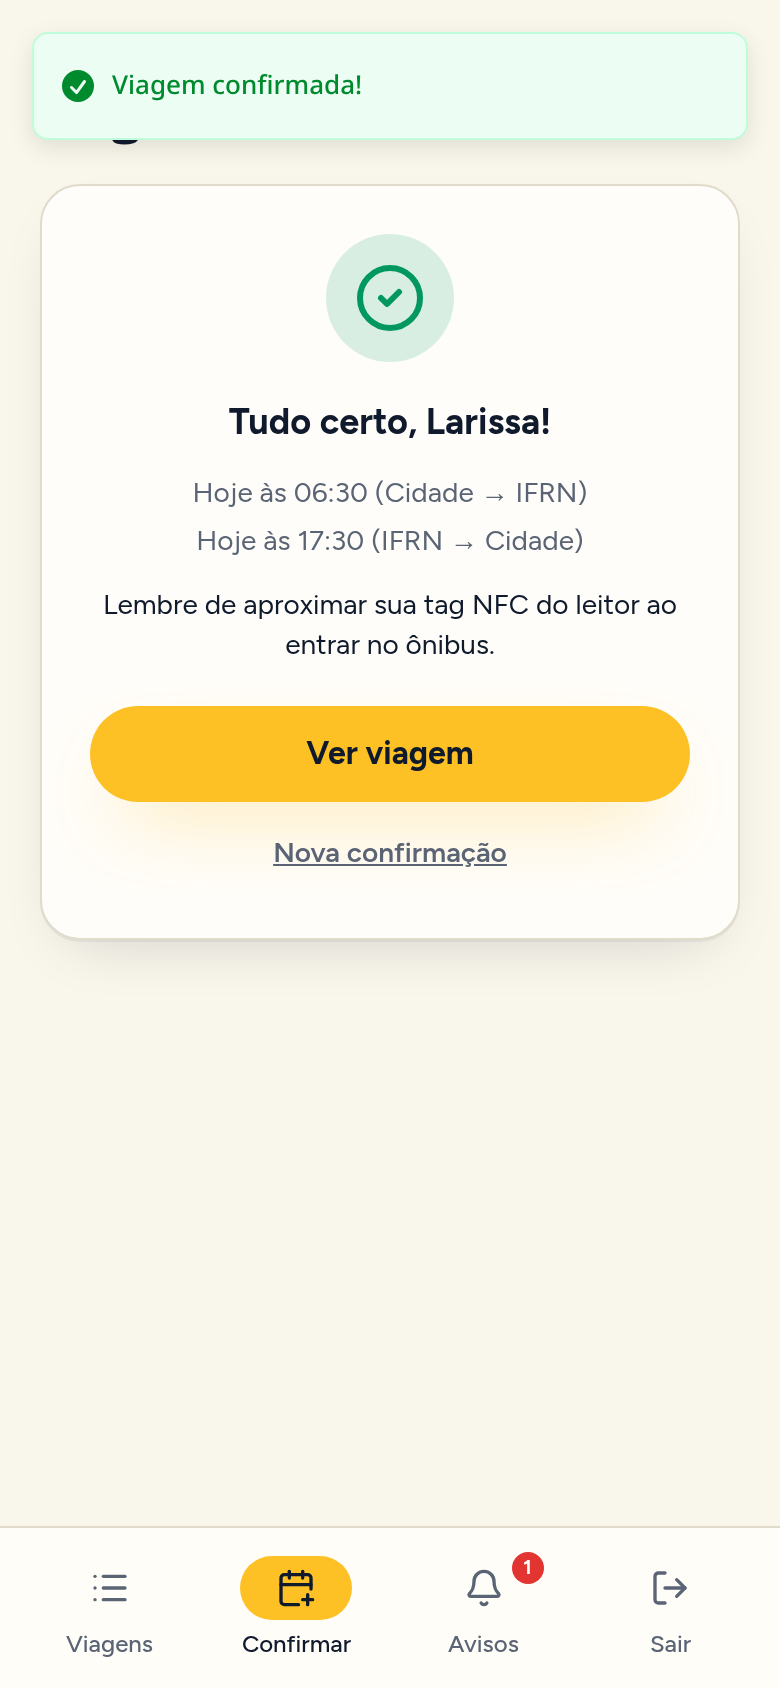 Viagem confirmada!
Tudo certo, Larissa!
Hoje às 06:30 (Cidade → IFRN)
Hoje às 17:30 (IFRN → Cidade)
Lembre de aproximar sua tag NFC do leitor ao
entrar no ônibus.
Ver viagem
Nova confirmação
1
Viagens
Confirmar
Avisos
Sair